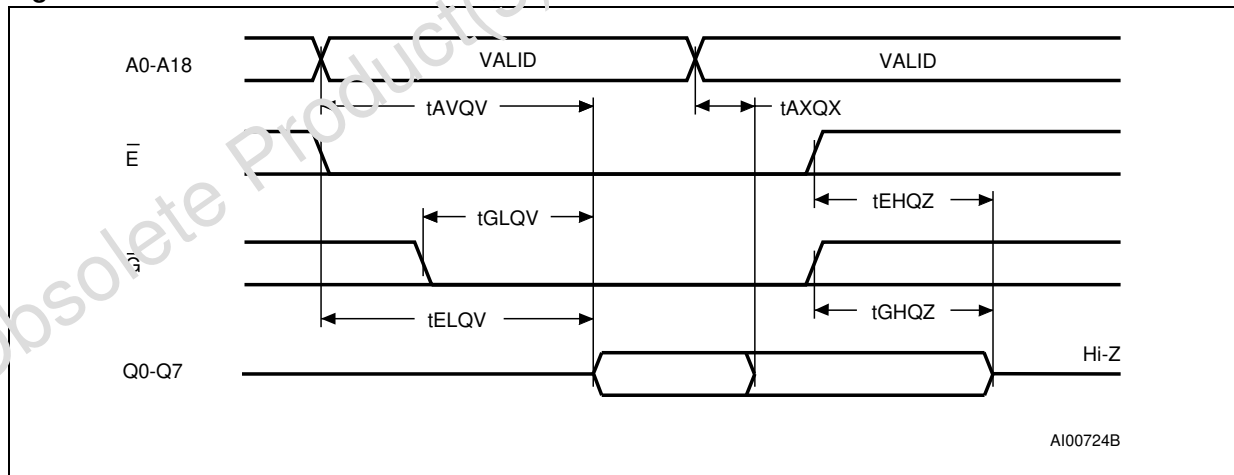 A0-A18
VALID
VALID
tAVQV
tAXQX
E
tEHQZ
tGLQV
G
tGHQZ
tELQV
Q0-Q7
Hi-Z
AI00724B
Obsolete Product(s)